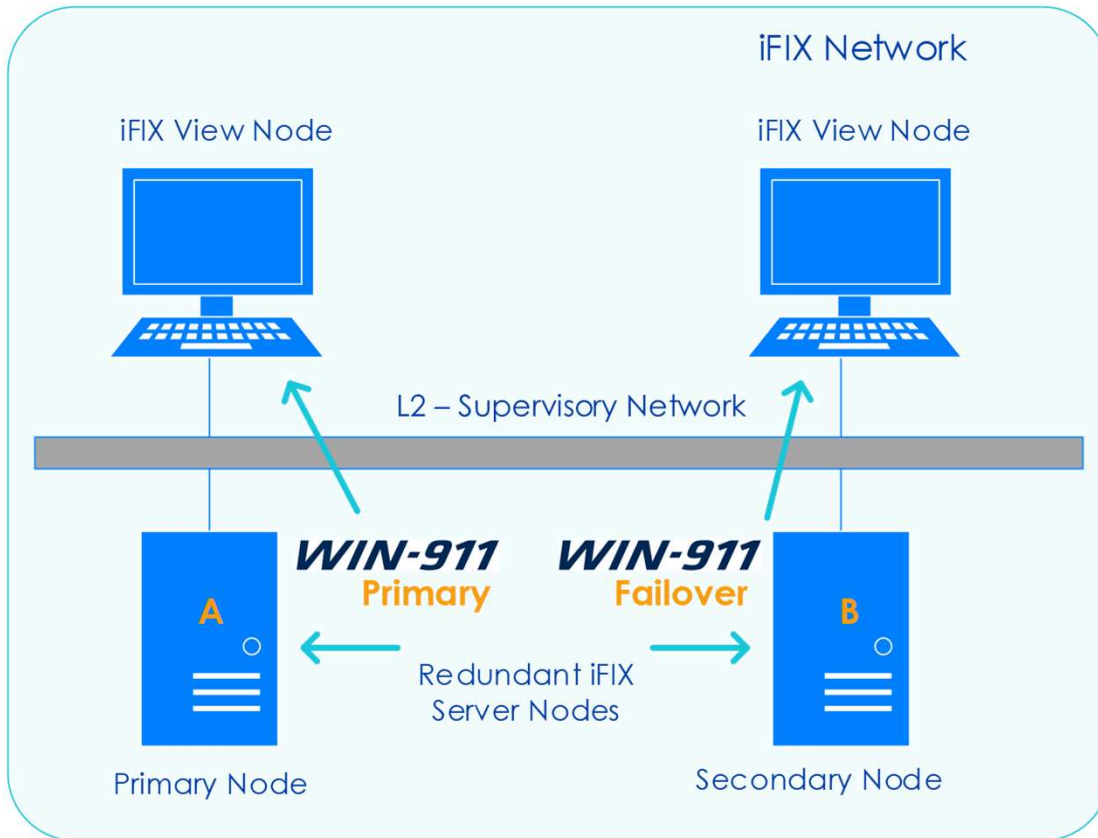 iFIX Network
iFIX View Node
iFIX View Node
L2 – Supervisory Network
WIN-911
Primary
WIN-911
Failover
A
B
Redundant iFIX
Server Nodes
Primary Node
Secondary Node